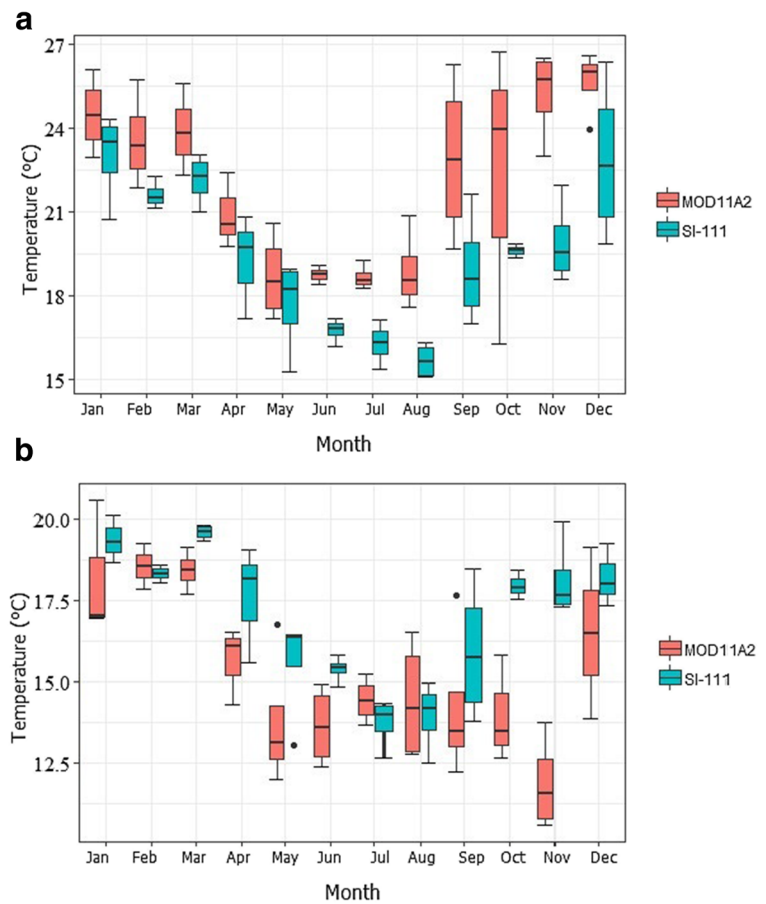 a
27
24
21
18
15
Temperature (°C)
Jan Feb Mar Apr May Jun Jul Aug Sep Oct Nov Dec
Month
MOD11A2
SI-111
b
20.0
17.5
15.0
12.5
Temperature (°C)
Jan Feb Mar Apr May Jun Jul Aug Sep Oct Nov Dec
Month
MOD11A2
SI-111